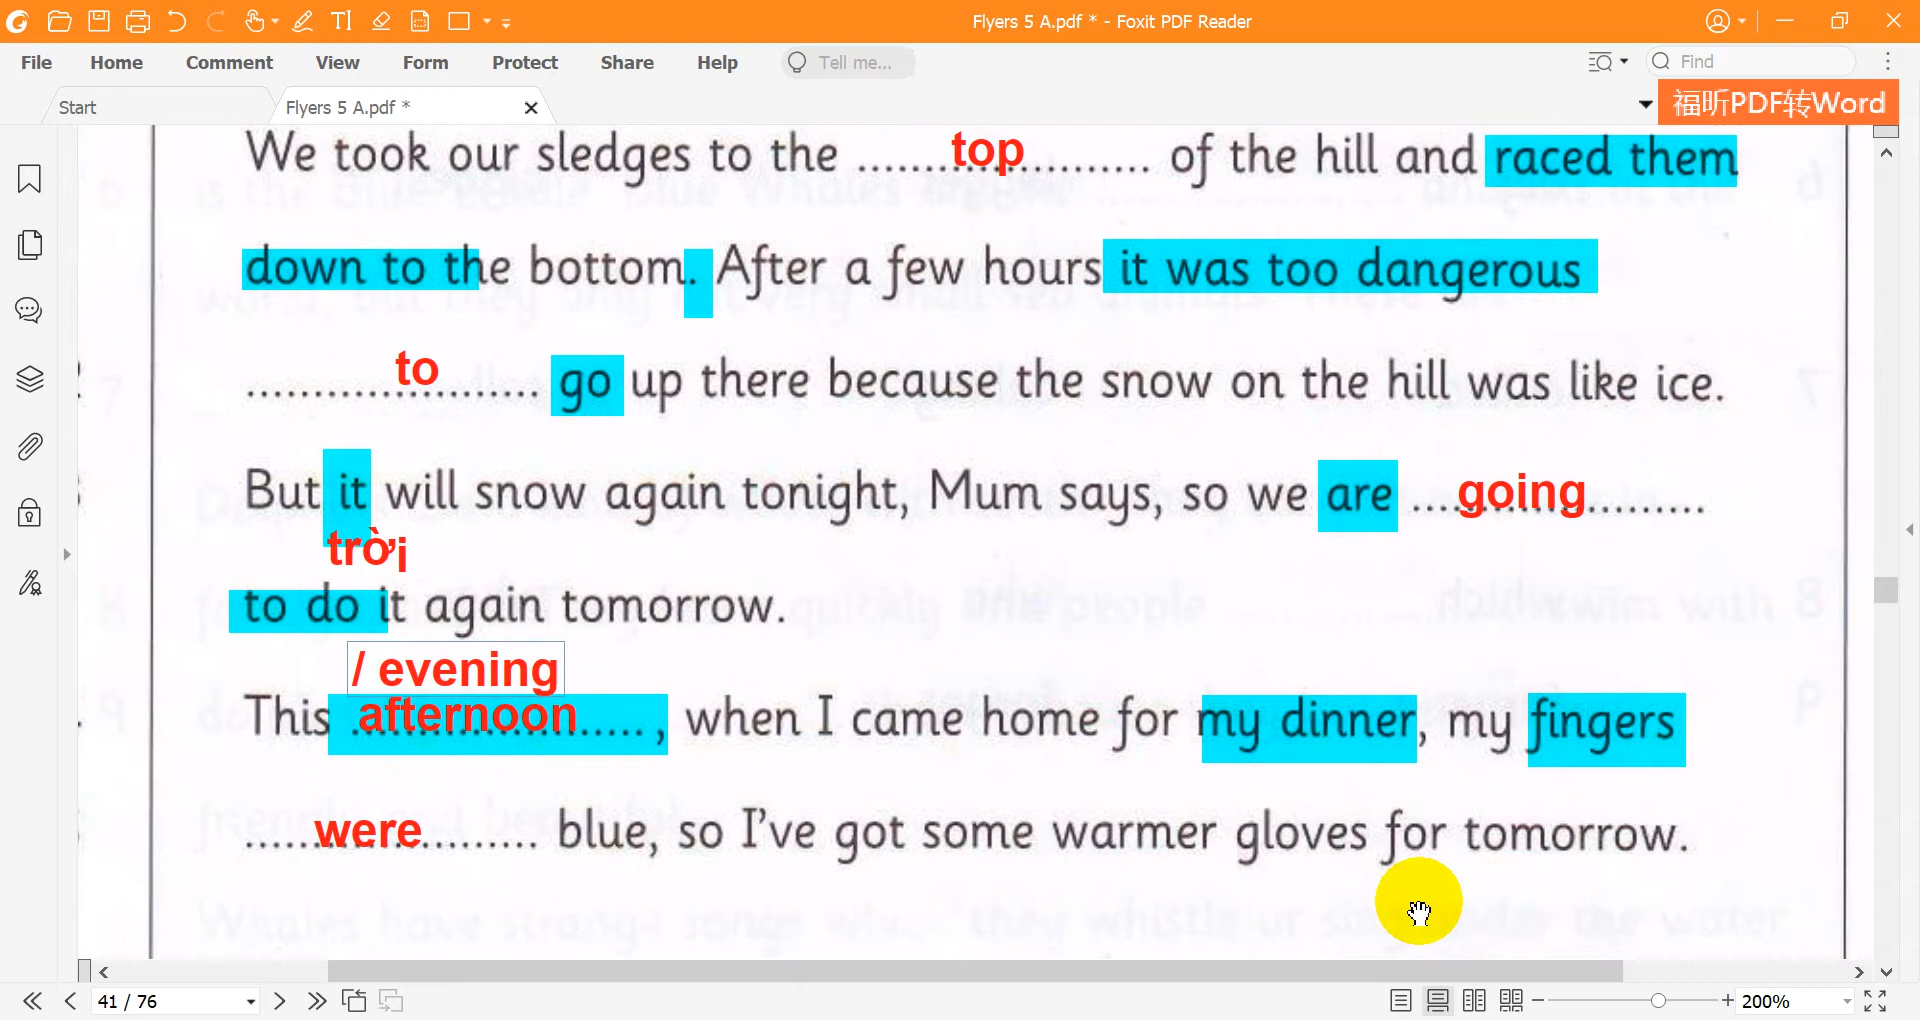 Flyers 5 A.pdf * - Foxit PDF Reader
File Home Comment View Form Protect Share Help Tell me... Find
Start Flyers 5 A.pdf * 福昕PDF转Word
We took our sledges to the ........top.............. of the hill and raced them
down to the bottom. After a few hours it was too dangerous
............to.......... go up there because the snow on the hill was like ice.
But it will snow again tonight, Mum says, so we are ....going..........
trời
to do it again tomorrow.
/ evening
This afternoon......, when I came home for my dinner, my fingers
.....were......... blue, so I've got some warmer gloves for tomorrow.
41 / 76 200%